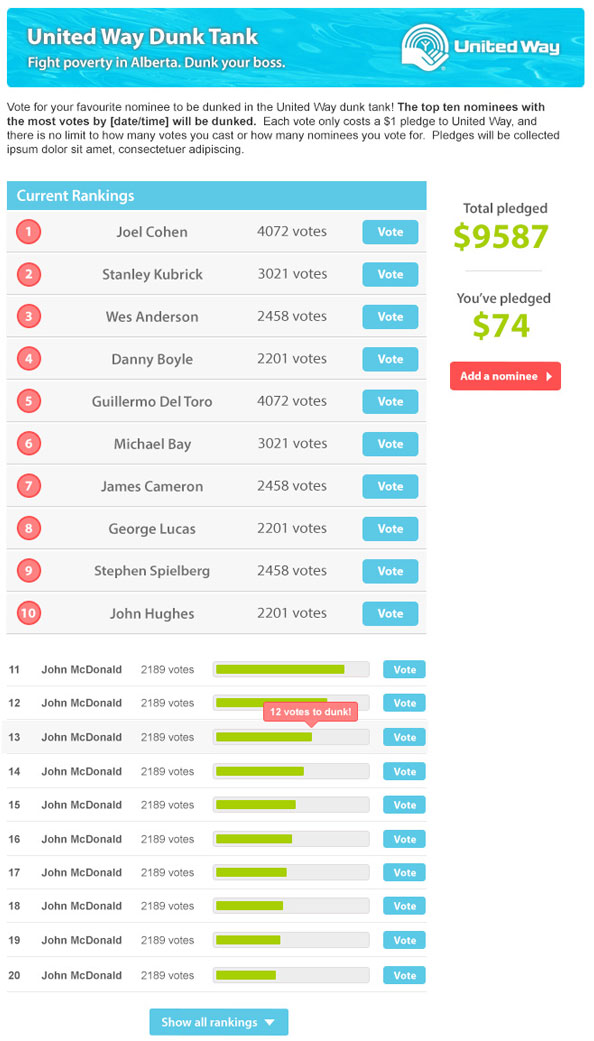 United Way Dunk Tank
Fight poverty in Alberta. Dunk your boss.
United Way
Vote for your favourite nominee to be dunked in the United Way dunk tank! The top ten nominees with
the most votes by [date/time] will be dunked. Each vote only costs a $1 pledge to United Way, and
there is no limit to how many votes you cast or how many nominees you vote for. Pledges will be collected
ipsum dolor sit amet, consectetuer adipiscing.
Current Rankings
1 Joel Cohen 4072 votes Vote
2 Stanley Kubrick 3021 votes Vote
3 Wes Anderson 2458 votes Vote
4 Danny Boyle 2201 votes Vote
5 Guillermo Del Toro 4072 votes Vote
6 Michael Bay 3021 votes Vote
7 James Cameron 2458 votes Vote
8 George Lucas 2201 votes Vote
9 Stephen Spielberg 2458 votes Vote
10 John Hughes 2201 votes Vote
Total pledged
$9587
You've pledged
$74
Add a nominee
11 John McDonald 2189 votes Vote
12 John McDonald 2189 votes Vote
12 votes to dunk!
13 John McDonald 2189 votes Vote
14 John McDonald 2189 votes Vote
15 John McDonald 2189 votes Vote
16 John McDonald 2189 votes Vote
17 John McDonald 2189 votes Vote
18 John McDonald 2189 votes Vote
19 John McDonald 2189 votes Vote
20 John McDonald 2189 votes Vote
Show all rankings